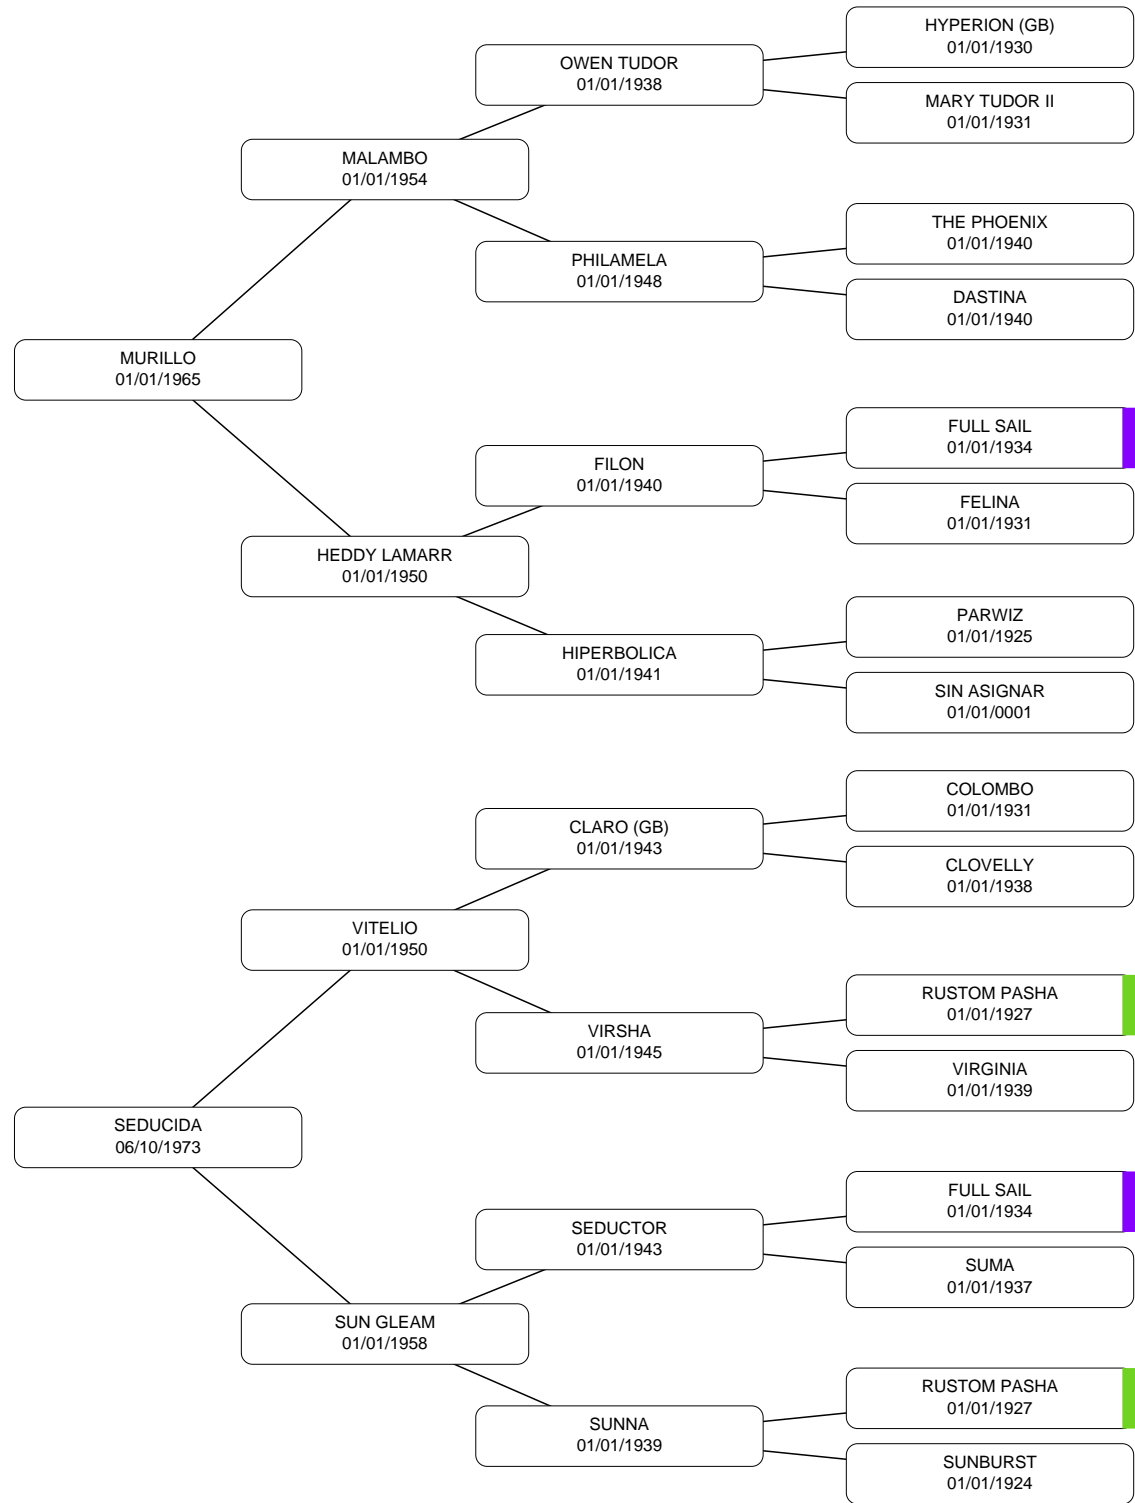 HYPERION (GB)
01/01/1930
OWEN TUDOR
01/01/1938
MARY TUDOR II
01/01/1931
MALAMBO
01/01/1954
THE PHOENIX
01/01/1940
PHILAMELA
01/01/1948
DASTINA
01/01/1940
MURILLO
01/01/1965
FULL SAIL
01/01/1934
FILON
01/01/1940
FELINA
01/01/1931
HEDDY LAMARR
01/01/1950
PARWIZ
01/01/1925
HIPERBOLICA
01/01/1941
SIN ASIGNAR
01/01/0001
COLOMBO
01/01/1931
CLARO (GB)
01/01/1943
CLOVELLY
01/01/1938
VITELIO
01/01/1950
RUSTOM PASHA
01/01/1927
VIRSHA
01/01/1945
VIRGINIA
01/01/1939
SEDUCIDA
06/10/1973
FULL SAIL
01/01/1934
SEDUCTOR
01/01/1943
SUMA
01/01/1937
SUN GLEAM
01/01/1958
RUSTOM PASHA
01/01/1927
SUNNA
01/01/1939
SUNBURST
01/01/1924